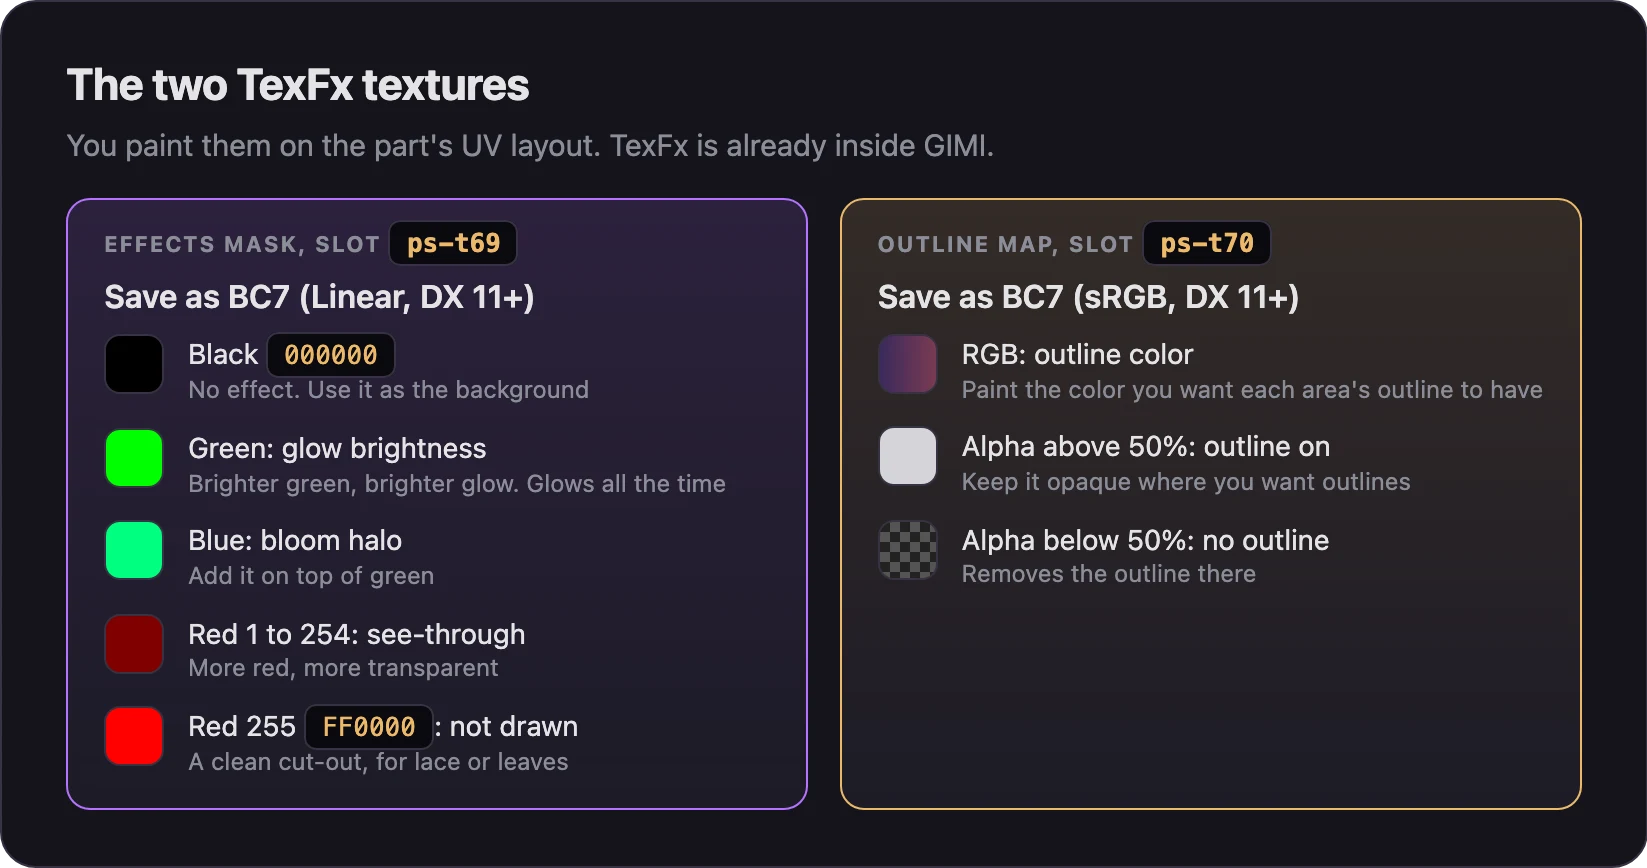 The two TexFx textures
You paint them on the part's UV layout. TexFx is already inside GIMI.
EFFECTS MASK, SLOT ps-t69
Save as BC7 (Linear, DX 11+)
Black 000000
No effect. Use it as the background
Green: glow brightness
Brighter green, brighter glow. Glows all the time
Blue: bloom halo
Add it on top of green
Red 1 to 254: see-through
More red, more transparent
Red 255 FF0000: not drawn
A clean cut-out, for lace or leaves
OUTLINE MAP, SLOT ps-t70
Save as BC7 (sRGB, DX 11+)
RGB: outline color
Paint the color you want each area's outline to have
Alpha above 50%: outline on
Keep it opaque where you want outlines
Alpha below 50%: no outline
Removes the outline there